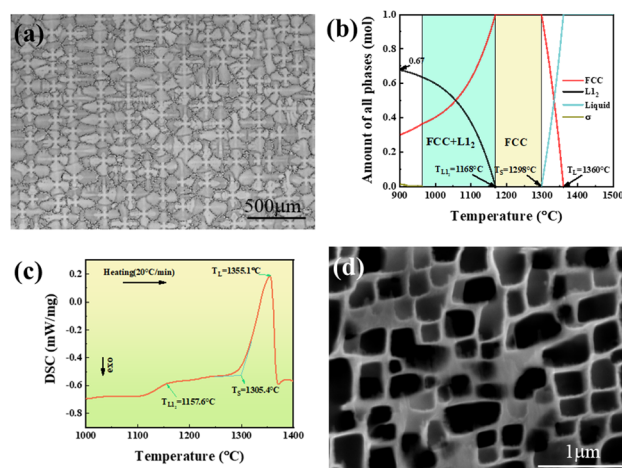 (a)
500μm
(b)
Amount of all phases (mol)
1.0
0.8
0.6
0.4
0.2
0.0
0.67
FCC
L1₂
Liquid
σ
FCC+L1₂
FCC
T_L1₂=1168°C
T_S=1298°C
T_L=1360°C
900 1000 1100 1200 1300 1400 1500
Temperature (°C)
(c)
DSC (mW/mg)
0.2
0.0
-0.2
-0.4
-0.6
-0.8
Heating(20°C/min)
T_L=1355.1°C
exo
T_L1₂=1157.6°C
T_S=1305.4°C
1000 1100 1200 1300 1400
Temperature (°C)
(d)
1μm